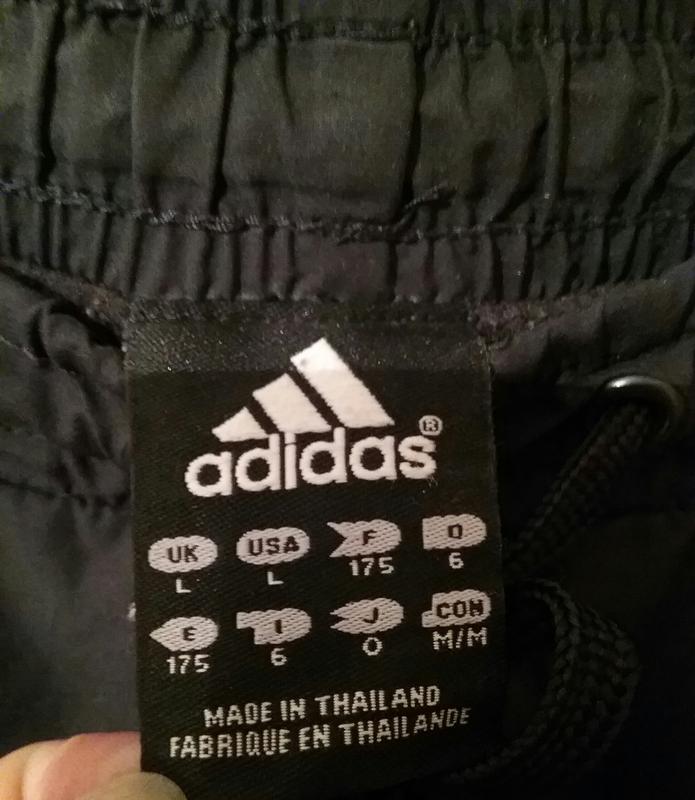 adidas®
UK USA F D
L L 175 6
E I J CON
175 6 O M/M
MADE IN THAILAND
FABRIQUE EN THAILANDE